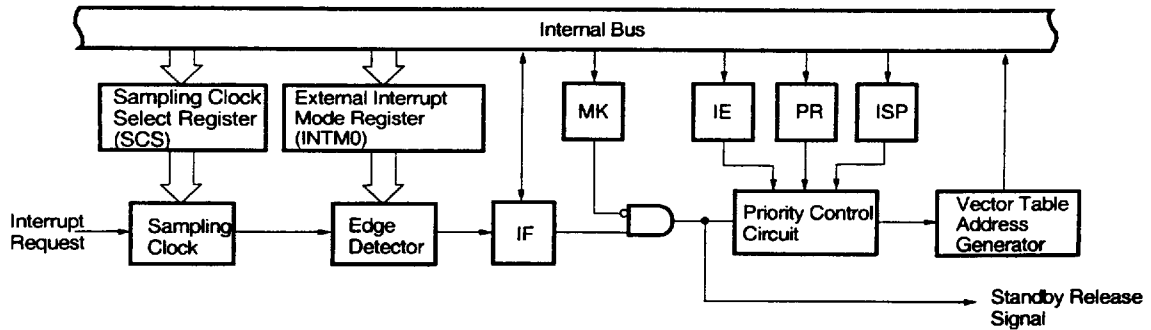 Internal Bus
Sampling Clock
Select Register
(SCS)
External Interrupt
Mode Register
(INTM0)
MK
IE
PR
ISP
Interrupt
Request
Sampling
Clock
Edge
Detector
IF
Priority Control
Circuit
Vector Table
Address
Generator
Standby Release
Signal